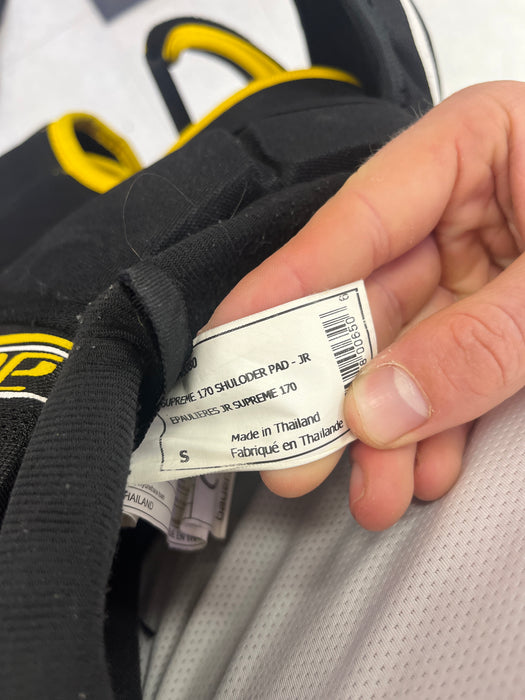 SUPREME 170 SHULODER PAD - JR
EPAULIERES JR SUPREME 170
S
Made in Thailand
Fabriqué en Thaïlande
THAILAND